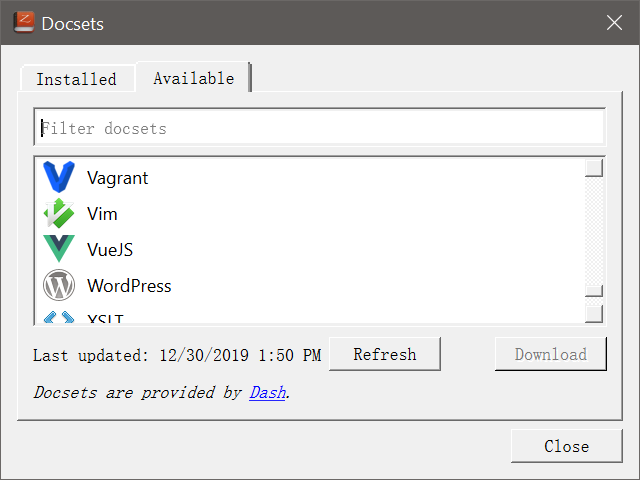 Docsets
Installed Available
Filter docsets
Vagrant
Vim
VueJS
WordPress
XSLT
Last updated: 12/30/2019 1:50 PM Refresh Download
Docsets are provided by Dash.
Close